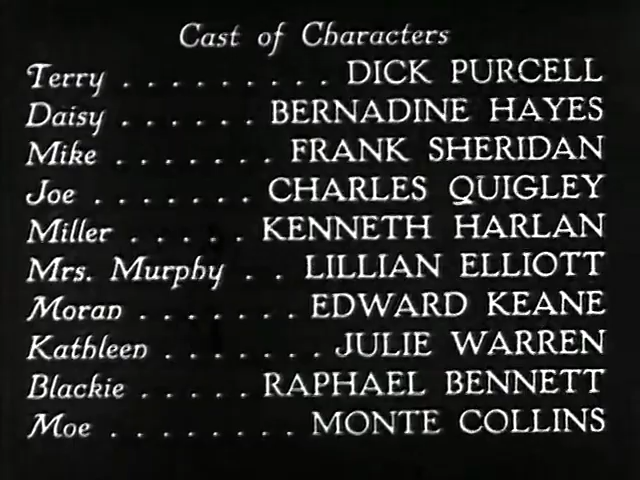 Cast of Characters
Terry . . . . . . . . . DICK PURCELL
Daisy . . . . . . BERNADINE HAYES
Mike . . . . . . . FRANK SHERIDAN
Joe . . . . . . . CHARLES QUIGLEY
Miller . . . . . KENNETH HARLAN
Mrs. Murphy . . LILLIAN ELLIOTT
Moran . . . . . . . EDWARD KEANE
Kathleen . . . . . . . JULIE WARREN
Blackie . . . . . RAPHAEL BENNETT
Moe . . . . . . . . MONTE COLLINS